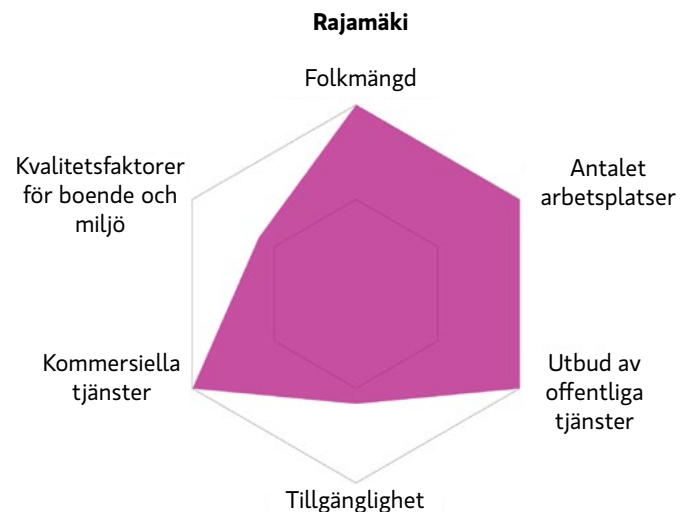 Rajamäki
Folkmängd
Kvalitetsfaktorer
för boende och
miljö
Antalet
arbetsplatser
Kommersiella
tjänster
Utbud av
offentliga
tjänster
Tillgänglighet